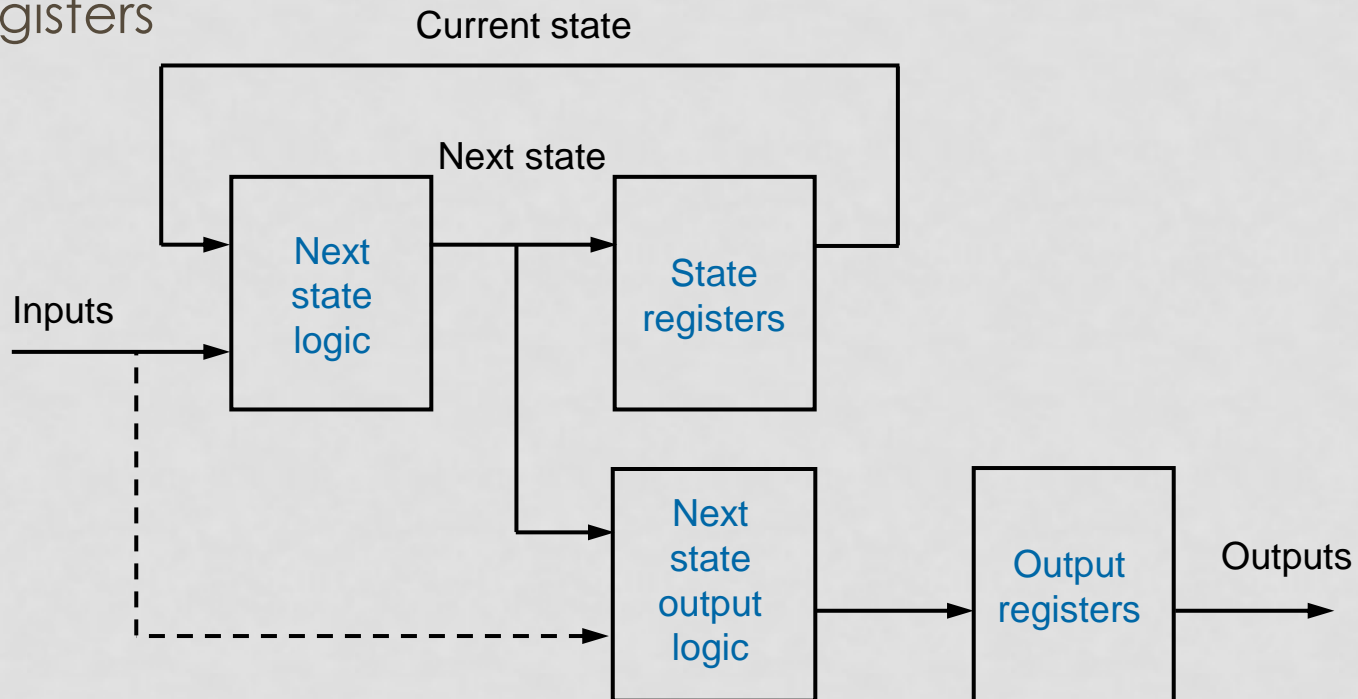 gisters
Current state
Next state
Next
state
logic
State
registers
Inputs
Next
state
output
logic
Output
registers
Outputs